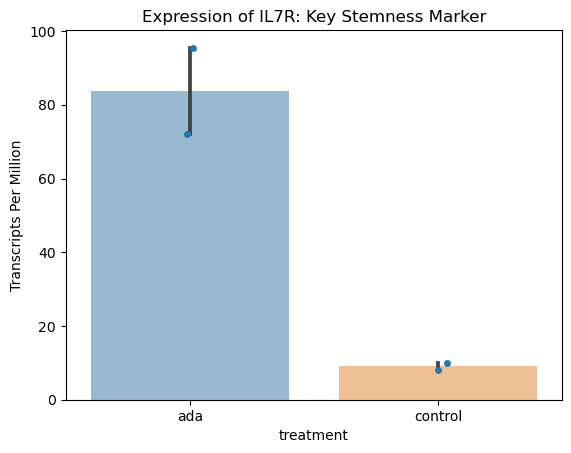 Expression of IL7R: Key Stemness Marker
100
80
60
40
20
0
Transcripts Per Million
ada
control
treatment